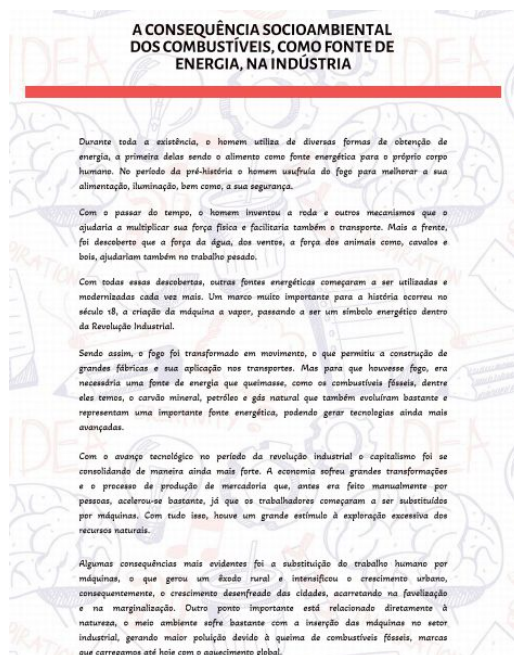 A CONSEQUÊNCIA SOCIOAMBIENTAL
DOS COMBUSTÍVEIS, COMO FONTE DE
ENERGIA, NA INDÚSTRIA
Durante toda a existência, o homem utiliza de diversas formas de obtenção de
energia, a primeira delas sendo o alimento como fonte energética para o próprio corpo
humano. No período da pré-história o homem usufruía do fogo para melhorar a sua
alimentação, iluminação, bem como, a sua segurança.
Com o passar do tempo, o homem inventou a roda e outros mecanismos que o
ajudaria a multiplicar sua força física e facilitaria também o transporte. Mais a frente,
foi descoberto que a força da água, dos ventos, a força dos animais como, cavalos e
bois, ajudariam também no trabalho pesado.
Com todas essas descobertas, outras fontes energéticas começaram a ser utilizadas e
modernizadas cada vez mais. Um marco muito importante para a história ocorreu no
século 18, a criação da máquina a vapor, passando a ser um símbolo energético dentro
da Revolução Industrial.
Sendo assim, o fogo foi transformado em movimento, o que permitiu a construção de
grandes fábricas e sua aplicação nos transportes. Mas para que houvesse fogo, era
necessária uma fonte de energia que queimasse, como os combustíveis fósseis, dentre
eles temos, o carvão mineral, petróleo e gás natural que também evoluíram bastante e
representam uma importante fonte energética, podendo gerar tecnologias ainda mais
avançadas.
Com o avanço tecnológico no período da revolução industrial o capitalismo foi se
consolidando de maneira ainda mais forte. A economia sofreu grandes transformações
e o processo de produção de mercadoria que, antes era feito manualmente por
pessoas, acelerou-se bastante, já que os trabalhadores começaram a ser substituídos
por máquinas. Com tudo isso, houve um grande estímulo à exploração excessiva dos
recursos naturais.
Algumas consequências mais evidentes foi a substituição do trabalho humano por
máquinas, o que gerou um êxodo rural e intensificou o crescimento urbano,
consequentemente, o crescimento desenfreado das cidades, acarretando na favelização
e na marginalização. Outro ponto importante está relacionado diretamente à
natureza, o meio ambiente sofre bastante com a inserção das máquinas no setor
industrial, gerando maior poluição devido à queima de combustíveis fósseis, marcas
que carregamos até hoje com o aquecimento global.